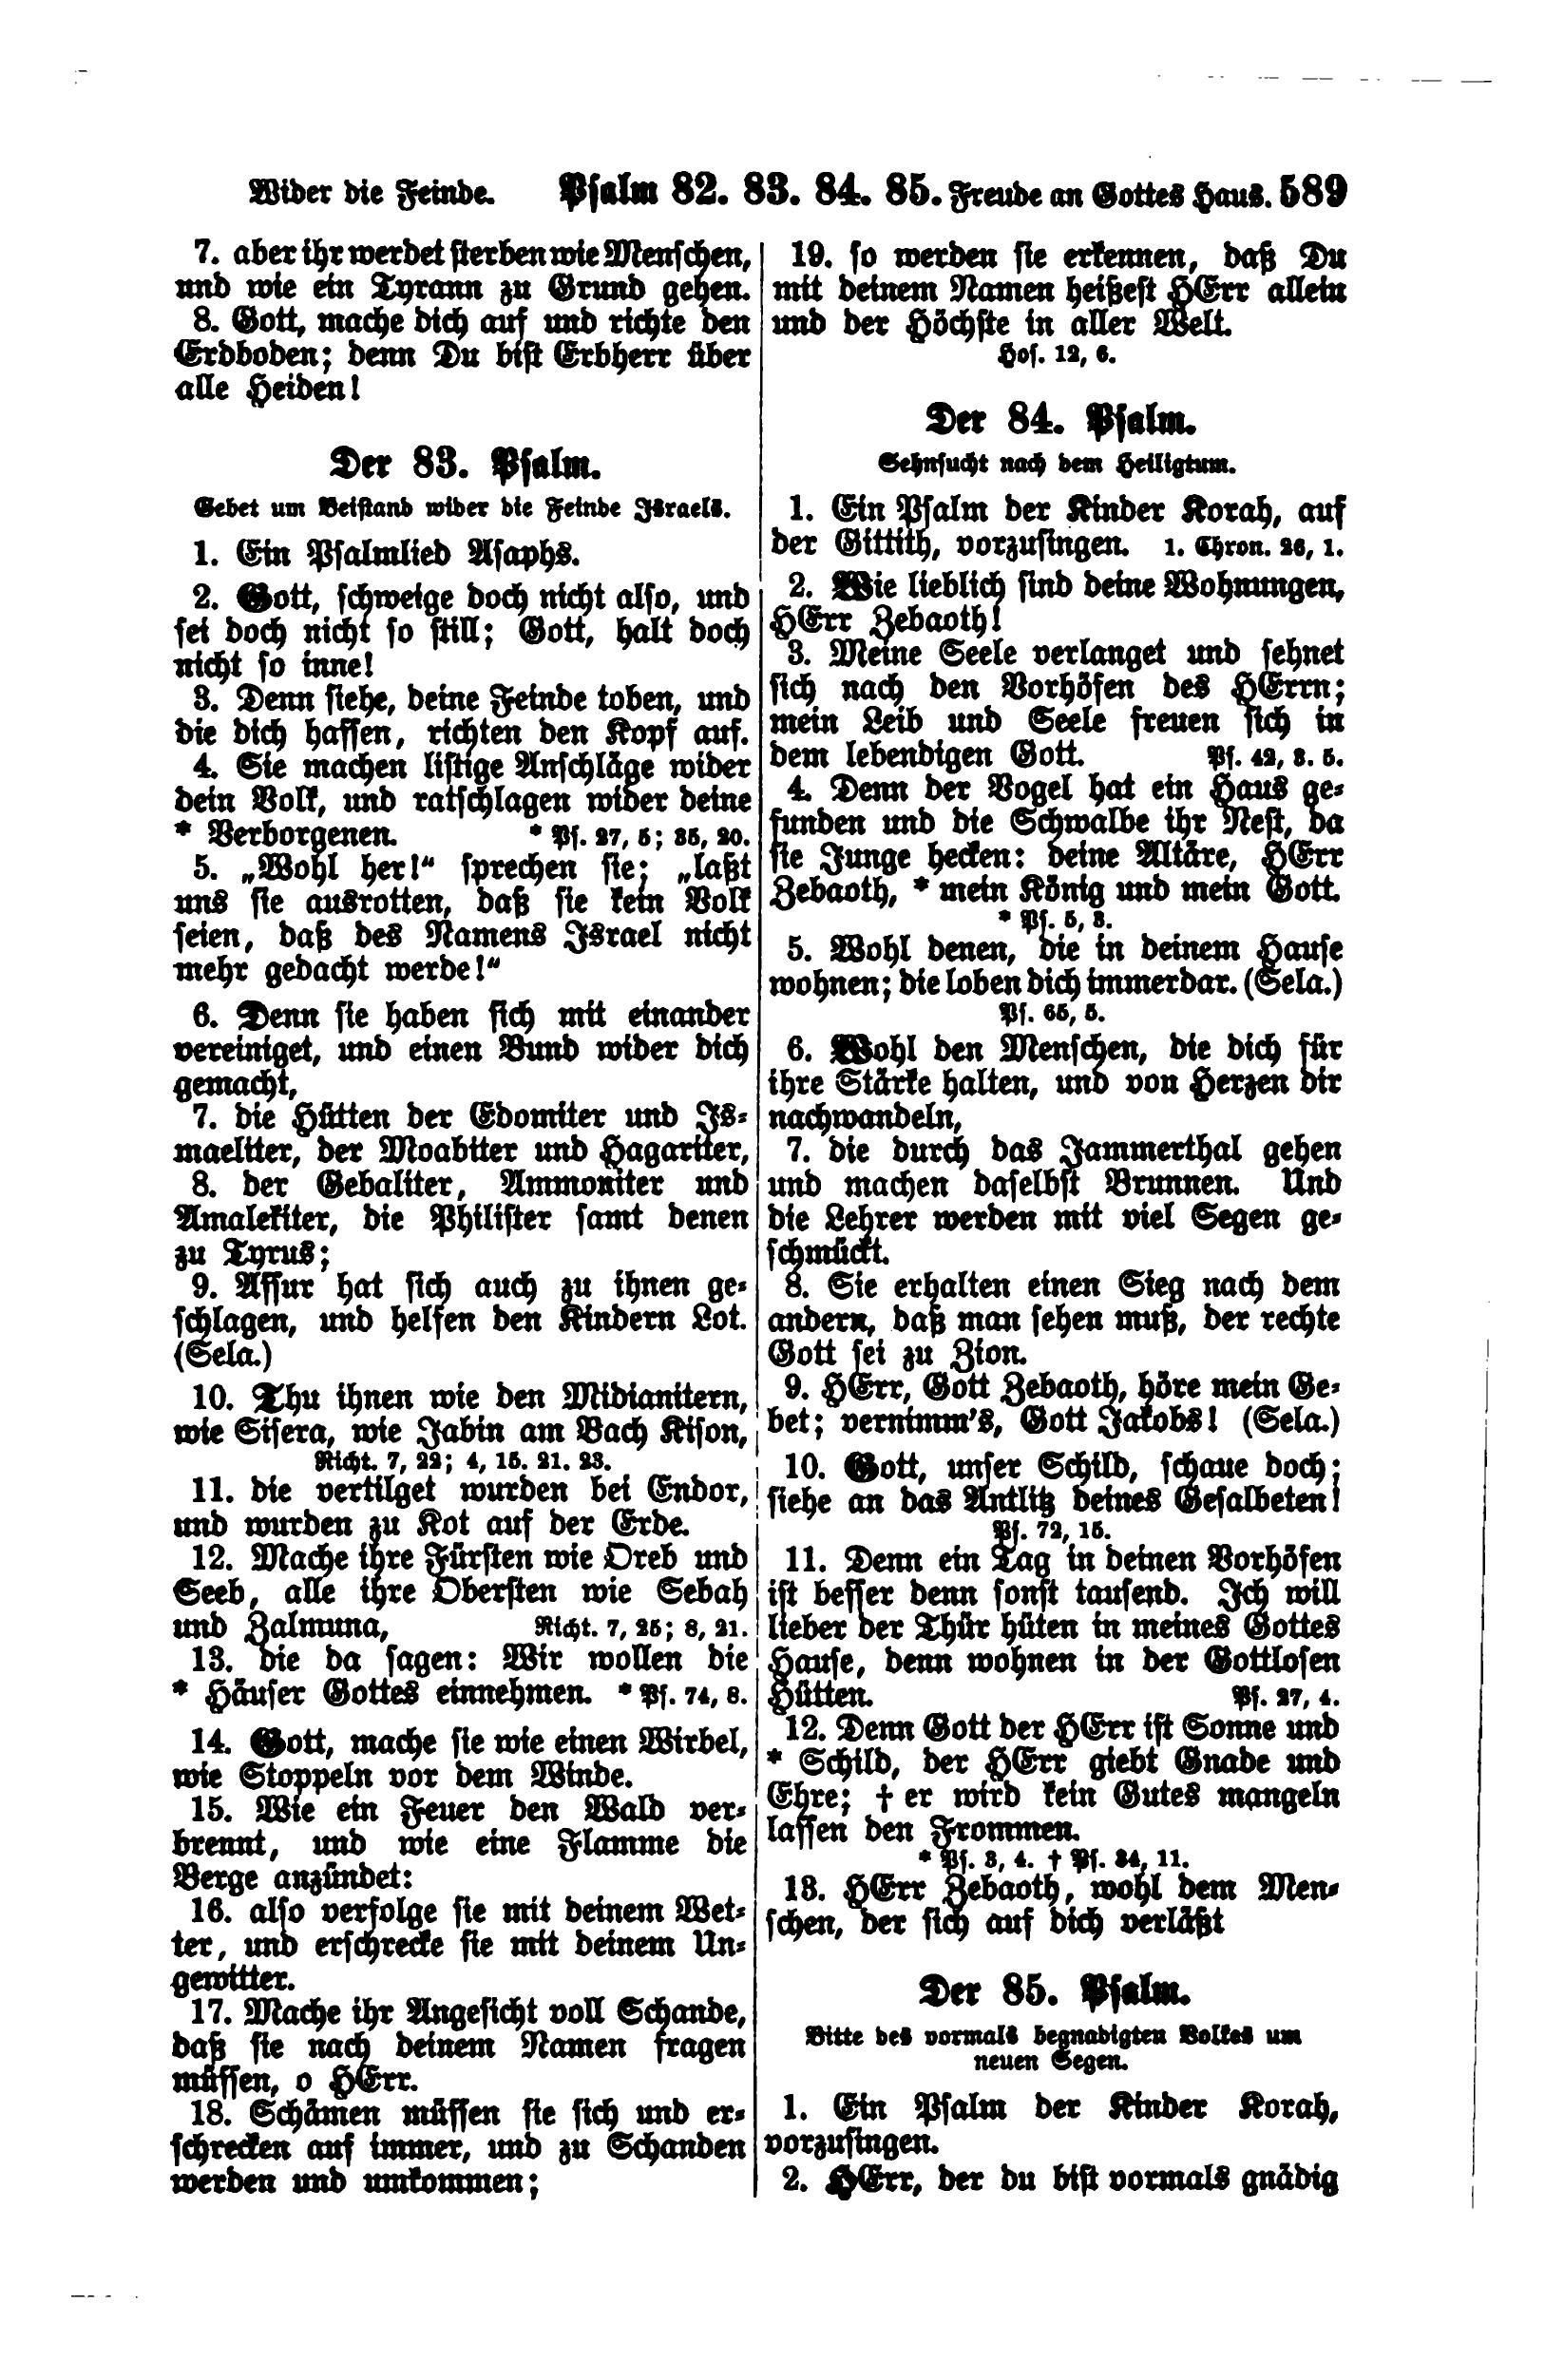 Wider die Feinde. Psalm 82. 83. 84. 85. Freude an Gottes Haus. 589
7. aber ihr werdet sterben wie Menschen,
und wie ein Tyrann zu Grund gehen.
8. Gott, mache dich auf und richte den
Erdboden; denn Du bist Erbherr über
alle Heiden!
Der 83. Psalm.
Gebet um Beistand wider die Feinde Israels.
1. Ein Psalmlied Asaphs.
2. Gott, schweige doch nicht also, und
sei doch nicht so still; Gott, halt doch
nicht so inne!
3. Denn siehe, deine Feinde toben, und
die dich hassen, richten den Kopf auf.
4. Sie machen listige Anschläge wider
dein Volk, und ratschlagen wider deine
* Verborgenen. * Ps. 27, 5; 35, 20.
5. „Wohl her!“ sprechen sie; „laßt
uns sie ausrotten, daß sie kein Volk
seien, daß des Namens Israel nicht
mehr gedacht werde!“
6. Denn sie haben sich mit einander
vereiniget, und einen Bund wider dich
gemacht,
7. die Hütten der Edomiter und Is-
maeliter, der Moabiter und Hagariter,
8. der Gebaliter, Ammoniter und
Amalekiter, die Philister samt denen
zu Tyrus;
9. Assur hat sich auch zu ihnen ge-
schlagen, und helfen den Kindern Lot.
(Sela.)
10. Thu ihnen wie den Midianitern,
wie Sisera, wie Jabin am Bach Kison,
Richt. 7, 22; 4, 15. 21. 23.
11. die vertilget wurden bei Endor,
und wurden zu Kot auf der Erde.
12. Mache ihre Fürsten wie Oreb und
Seeb, alle ihre Obersten wie Sebah
und Zalmuna, Richt. 7, 25; 8, 21.
13. die da sagen: Wir wollen die
* Häuser Gottes einnehmen. * Ps. 74, 8.
14. Gott, mache sie wie einen Wirbel,
wie Stoppeln vor dem Winde.
15. Wie ein Feuer den Wald ver-
brennt, und wie eine Flamme die
Berge anzündet:
16. also verfolge sie mit deinem Wet-
ter, und erschrecke sie mit deinem Un-
gewitter.
17. Mache ihr Angesicht voll Schande,
daß sie nach deinem Namen fragen
müssen, o HErr.
18. Schämen müssen sie sich und er-
schrecken auf immer, und zu Schanden
werden und umkommen;
19. so werden sie erkennen, daß Du
mit deinem Namen heißest HErr allein
und der Höchste in aller Welt.
Hos. 12, 6.
Der 84. Psalm.
Sehnsucht nach dem Heiligtum.
1. Ein Psalm der Kinder Korah, auf
der Gittith, vorzusingen. 1. Chron. 26, 1.
2. Wie lieblich sind deine Wohnungen,
HErr Zebaoth!
3. Meine Seele verlanget und sehnet
sich nach den Vorhöfen des HErrn;
mein Leib und Seele freuen sich in
dem lebendigen Gott. Ps. 42, 3. 5.
4. Denn der Vogel hat ein Haus ge-
funden und die Schwalbe ihr Nest, da
sie Junge hecken: deine Altäre, HErr
Zebaoth, * mein König und mein Gott.
* Ps. 5, 3.
5. Wohl denen, die in deinem Hause
wohnen; die loben dich immerdar. (Sela.)
Ps. 65, 5.
6. Wohl den Menschen, die dich für
ihre Stärke halten, und von Herzen dir
nachwandeln,
7. die durch das Jammerthal gehen
und machen daselbst Brunnen. Und
die Lehrer werden mit viel Segen ge-
schmückt.
8. Sie erhalten einen Sieg nach dem
andern, daß man sehen muß, der rechte
Gott sei zu Zion.
9. HErr, Gott Zebaoth, höre mein Ge-
bet; vernimm's, Gott Jakobs! (Sela.)
10. Gott, unser Schild, schaue doch;
siehe an das Antlitz deines Gesalbeten!
Ps. 72, 15.
11. Denn ein Tag in deinen Vorhöfen
ist besser denn sonst tausend. Ich will
lieber der Thür hüten in meines Gottes
Hause, denn wohnen in der Gottlosen
Hütten. Ps. 27, 4.
12. Denn Gott der HErr ist Sonne und
* Schild, der HErr giebt Gnade und
Ehre; † er wird kein Gutes mangeln
lassen den Frommen.
* Ps. 3, 4. † Ps. 34, 11.
13. HErr Zebaoth, wohl dem Men-
schen, der sich auf dich verläßt
Der 85. Psalm.
Bitte des vormals begnadigten Volkes um
neuen Segen.
1. Ein Psalm der Kinder Korah,
vorzusingen.
2. HErr, der du bist vormals gnädig